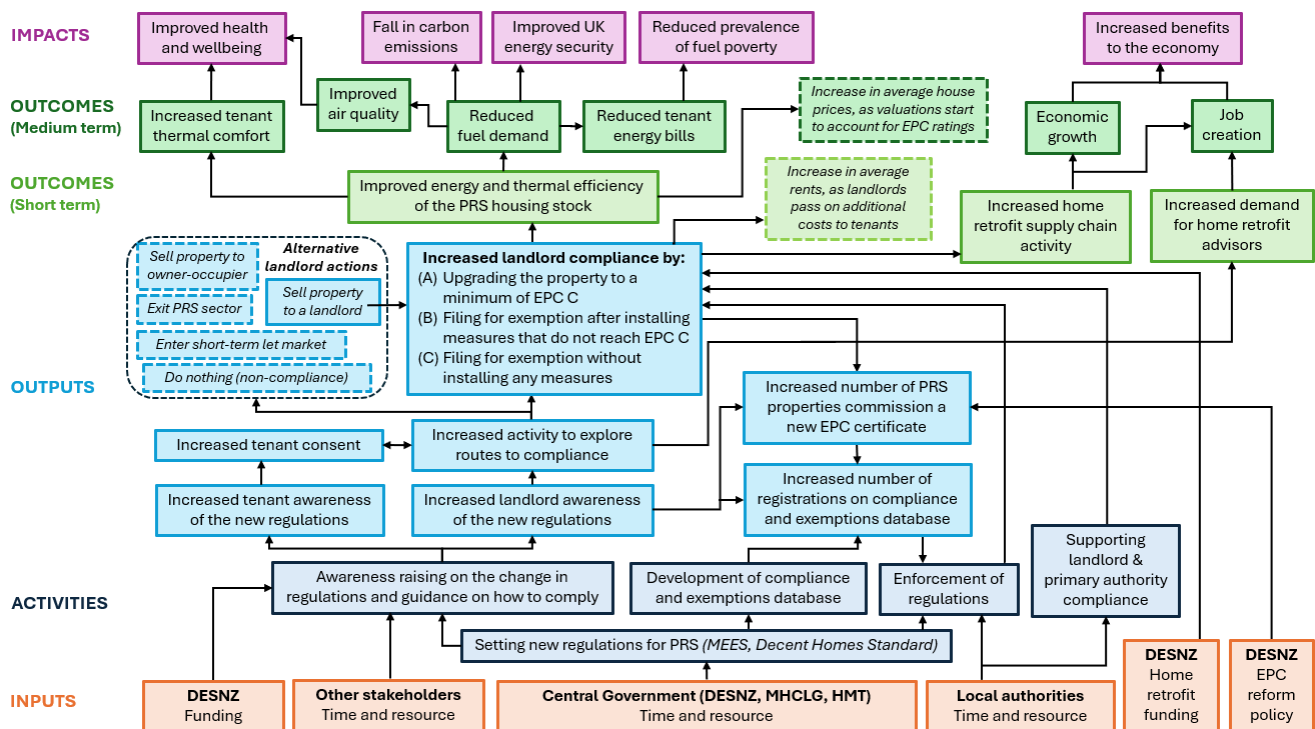 IMPACTS
Improved health
and wellbeing
Fall in carbon
emissions
Improved UK
energy security
Reduced prevalence
of fuel poverty
Increased benefits
to the economy
OUTCOMES
(Medium term)
Increased tenant
thermal comfort
Improved
air quality
Reduced
fuel demand
Reduced tenant
energy bills
Increase in average house
prices, as valuations start
to account for EPC ratings
Economic
growth
Job
creation
OUTCOMES
(Short term)
Improved energy and thermal efficiency
of the PRS housing stock
Increase in average
rents, as landlords
pass on additional
costs to tenants
Increased home
retrofit supply chain
activity
Increased demand
for home retrofit
advisors
OUTPUTS
Alternative
landlord actions
Sell property to
owner-occupier
Exit PRS sector
Sell property
to a landlord
Enter short-term let market
Do nothing (non-compliance)
Increased landlord compliance by:
(A) Upgrading the property to a
minimum of EPC C
(B) Filing for exemption after installing
measures that do not reach EPC C
(C) Filing for exemption without
installing any measures
Increased number of PRS
properties commission a
new EPC certificate
Increased tenant consent
Increased activity to explore
routes to compliance
Increased tenant awareness
of the new regulations
Increased landlord awareness
of the new regulations
Increased number of
registrations on compliance
and exemptions database
ACTIVITIES
Awareness raising on the change in
regulations and guidance on how to comply
Development of compliance
and exemptions database
Enforcement of
regulations
Supporting
landlord &
primary authority
compliance
Setting new regulations for PRS (MEES, Decent Homes Standard)
INPUTS
DESNZ
Funding
Other stakeholders
Time and resource
Central Government (DESNZ, MHCLG, HMT)
Time and resource
Local authorities
Time and resource
DESNZ
Home
retrofit
funding
DESNZ
EPC
reform
policy